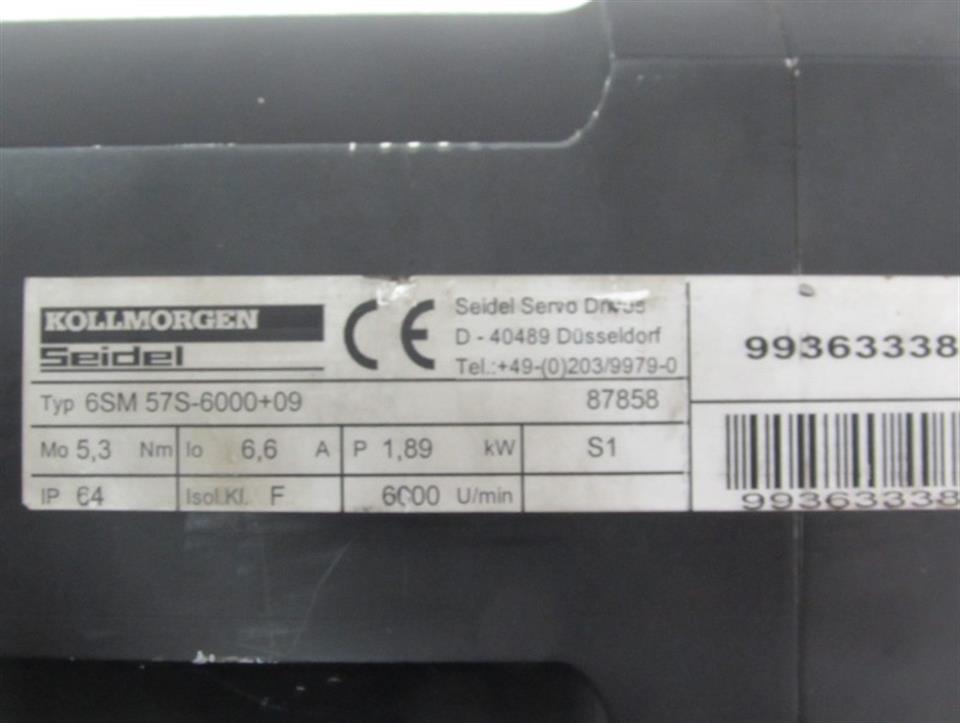 KOLLMORGEN
Seidel
CE
Seidel Servo Drives
D - 40489 Düsseldorf
Tel.:+49-(0)203/9979-0
Typ 6SM 57S-6000+09 87858
Mo 5,3 Nm Io 6,6 A P 1,89 kW S1
IP 64 Isol.Kl. F 6000 U/min
99363338
99363338